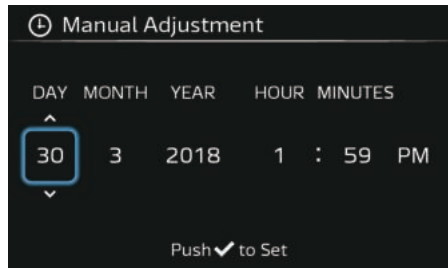 Manual Adjustment
DAY MONTH YEAR HOUR MINUTES
30 3 2018 1 : 59 PM
Push ✔ to Set